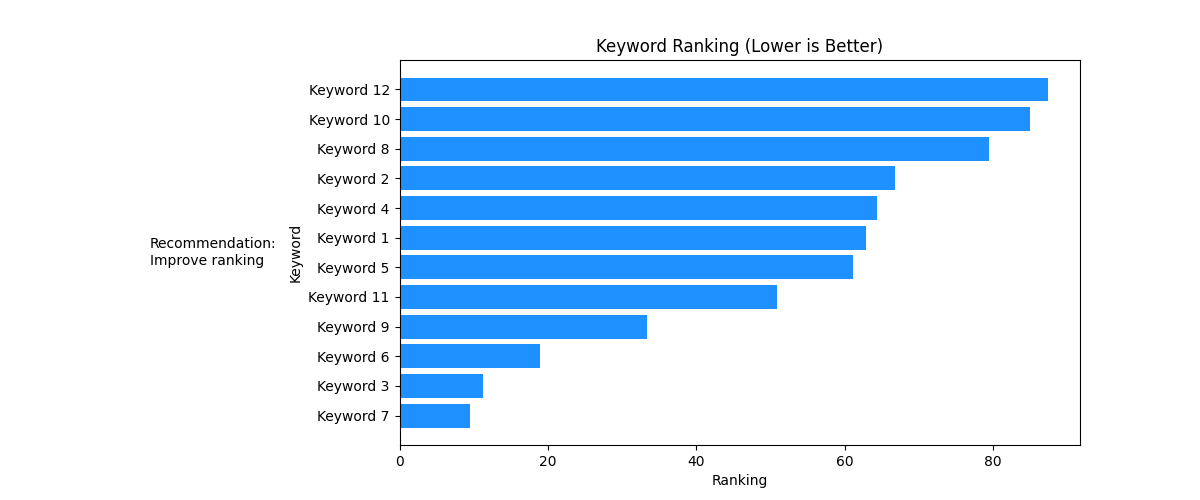 Keyword Ranking (Lower is Better)
Keyword 12
Keyword 10
Keyword 8
Keyword 2
Keyword 4
Keyword 1
Keyword 5
Keyword 11
Keyword 9
Keyword 6
Keyword 3
Keyword 7
Keyword
Recommendation:
Improve ranking
0 20 40 60 80
Ranking